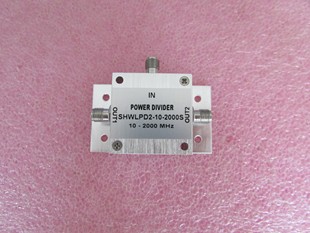 IN
POWER DIVIDER
OUT1
SHWLPD2-10-2000S
OUT2
10 - 2000 MHz